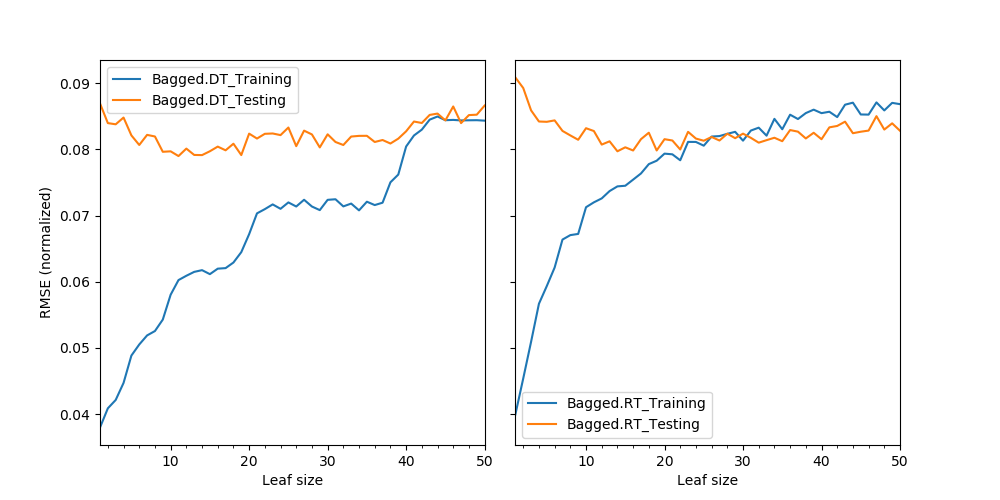 Bagged.DT_Training
Bagged.DT_Testing
RMSE (normalized)
0.09
0.08
0.07
0.06
0.05
0.04
10 20 30 40 50
Leaf size
Bagged.RT_Training
Bagged.RT_Testing
10 20 30 40 50
Leaf size